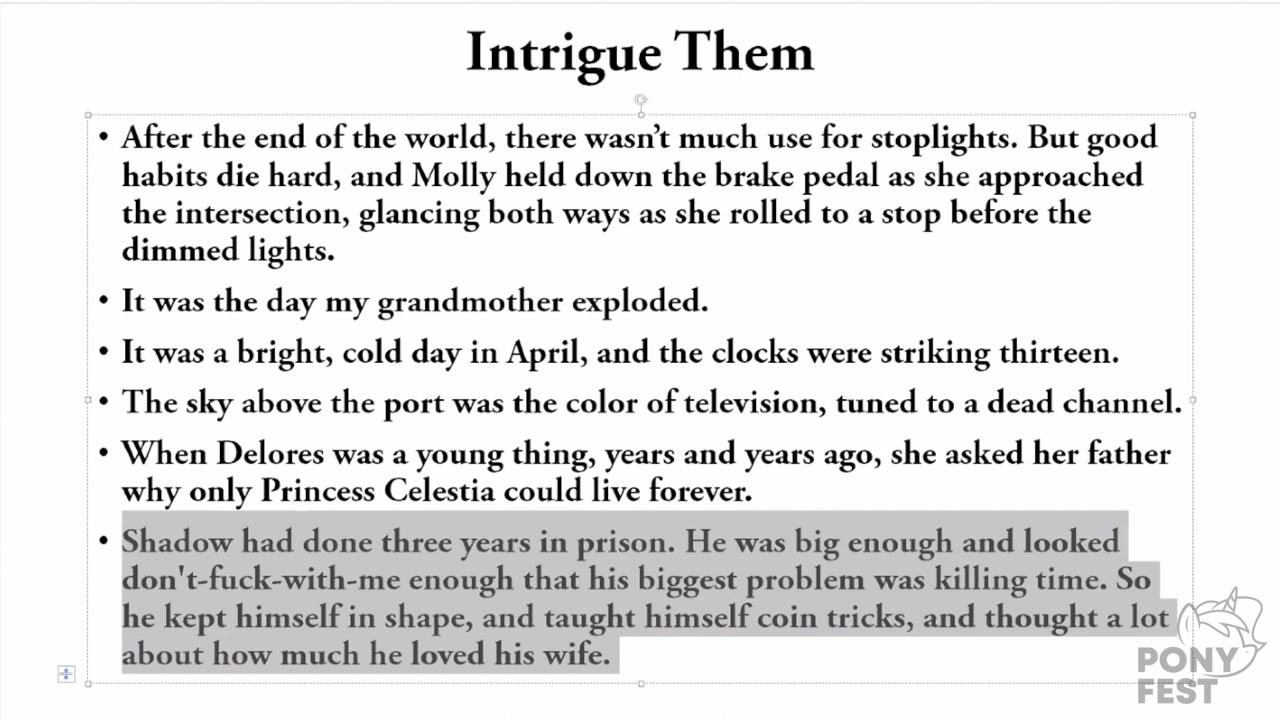 Intrigue Them
• After the end of the world, there wasn't much use for stoplights. But good
habits die hard, and Molly held down the brake pedal as she approached
the intersection, glancing both ways as she rolled to a stop before the
dimmed lights.
• It was the day my grandmother exploded.
• It was a bright, cold day in April, and the clocks were striking thirteen.
• The sky above the port was the color of television, tuned to a dead channel.
• When Delores was a young thing, years and years ago, she asked her father
why only Princess Celestia could live forever.
• Shadow had done three years in prison. He was big enough and looked
don't-fuck-with-me enough that his biggest problem was killing time. So
he kept himself in shape, and taught himself coin tricks, and thought a lot
about how much he loved his wife.
PONY
FEST